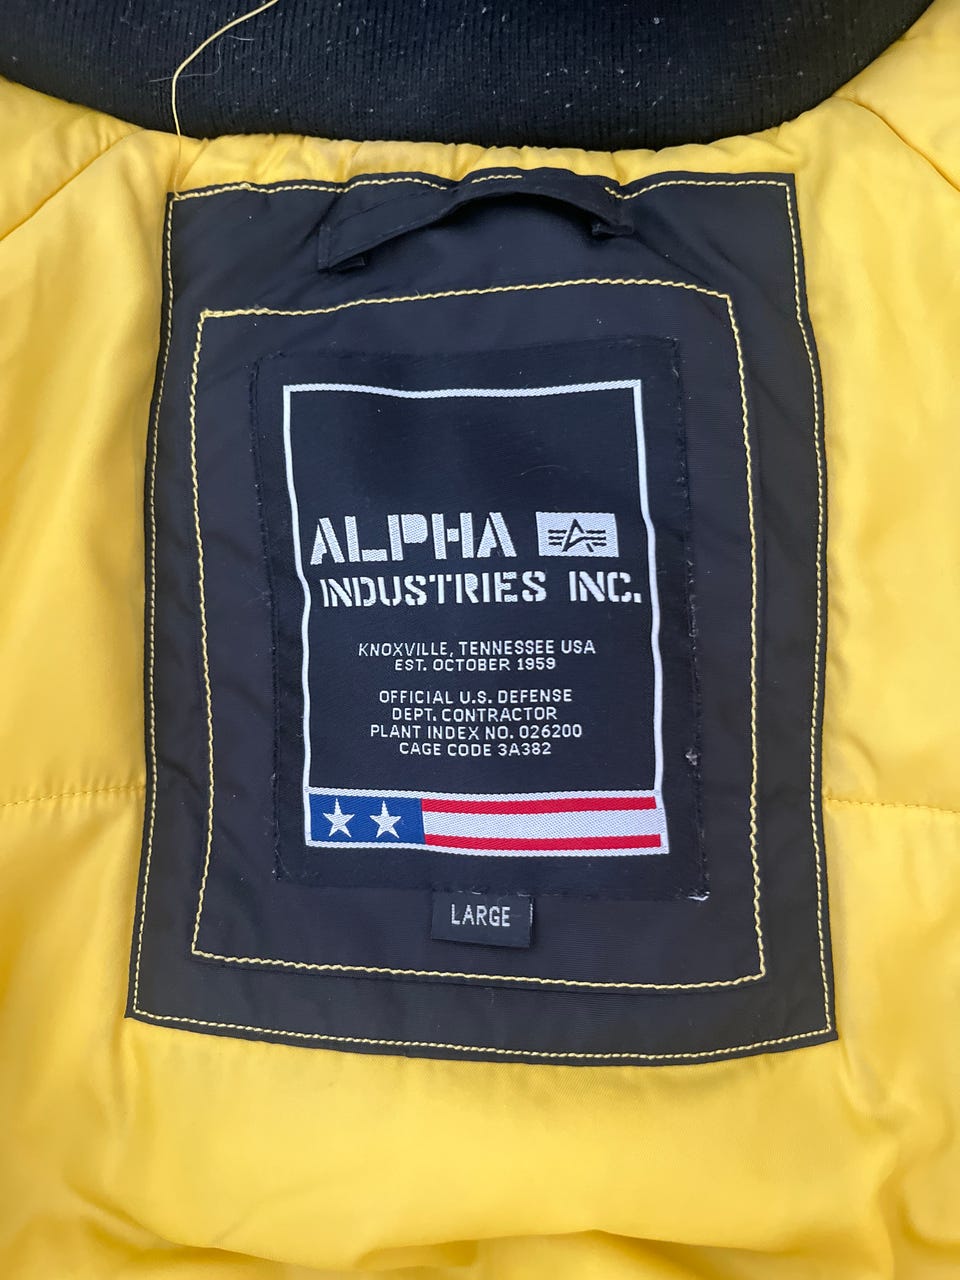 ALPHA
INDUSTRIES INC.
KNOXVILLE, TENNESSEE USA
EST. OCTOBER 1959
OFFICIAL U.S. DEFENSE
DEPT. CONTRACTOR
PLANT INDEX NO. 026200
CAGE CODE 3A382
LARGE